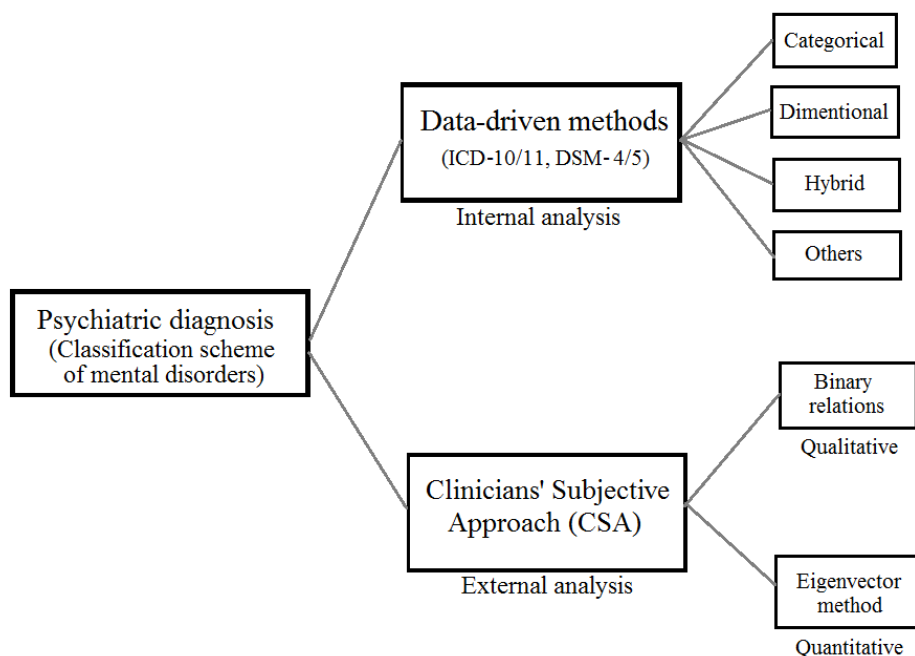 Psychiatric diagnosis
(Classification scheme
of mental disorders)
Data-driven methods
(ICD-10/11, DSM- 4/5)
Internal analysis
Categorical
Dimentional
Hybrid
Others
Clinicians' Subjective
Approach (CSA)
External analysis
Binary
relations
Qualitative
Eigenvector
method
Quantitative